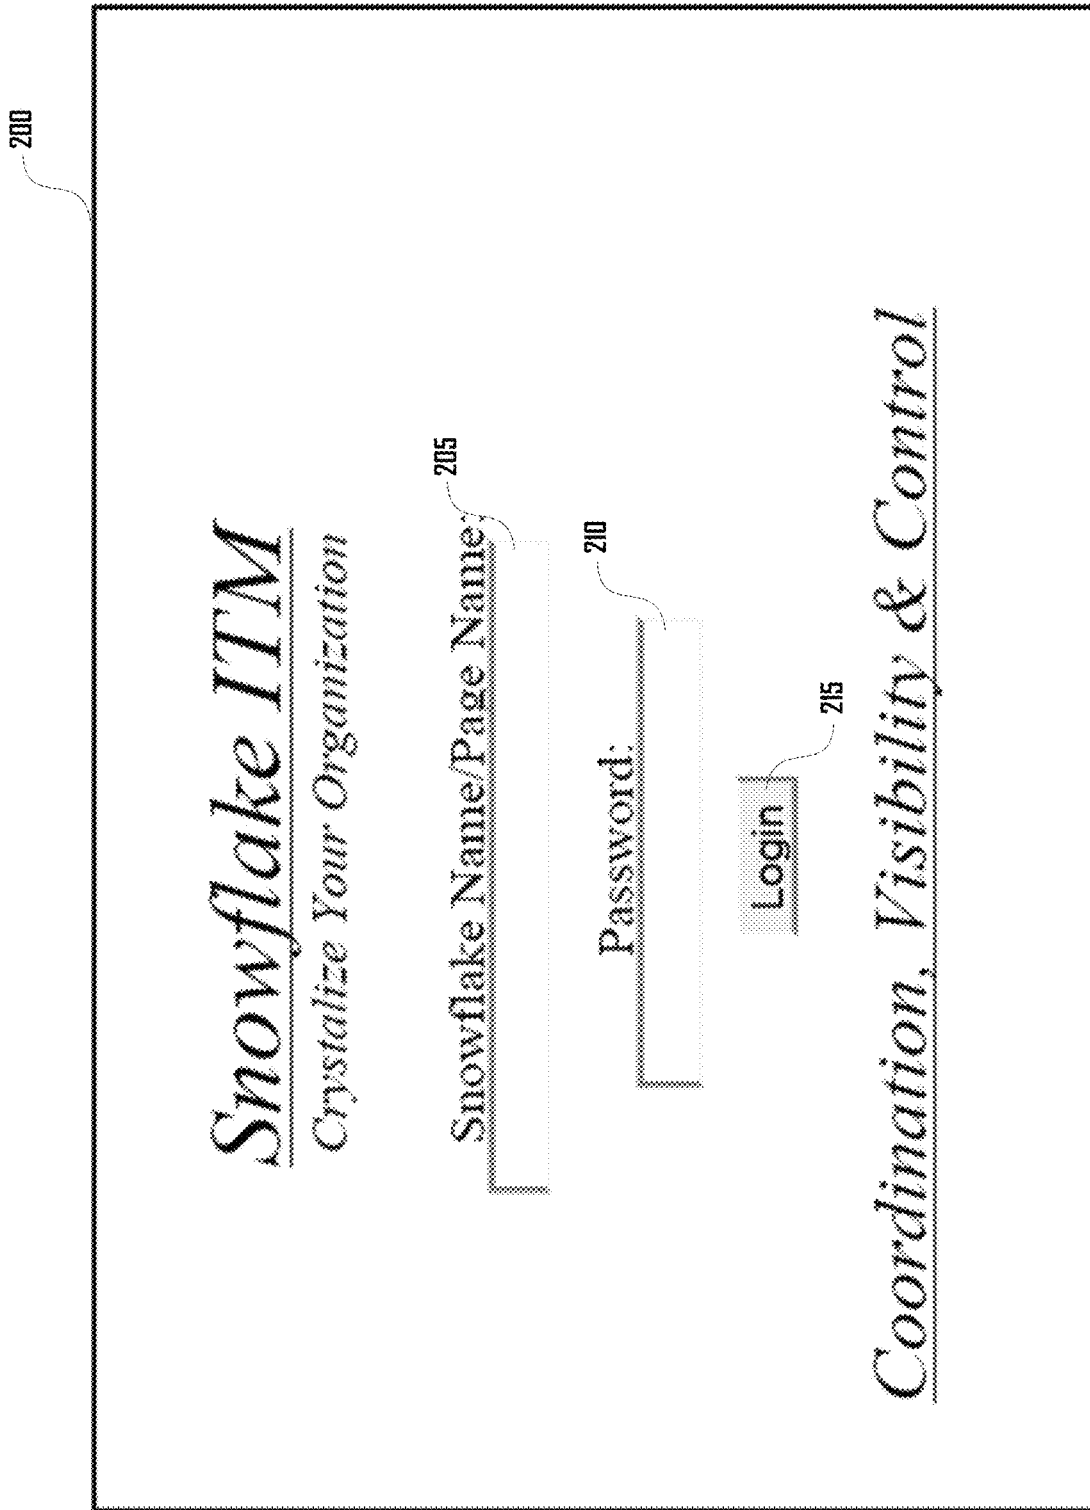 200
Snowflake ITM
Crystalize Your Organization
Snowflake Name/Page Name:
205
Password:
210
Login
215
Coordination, Visibility & Control